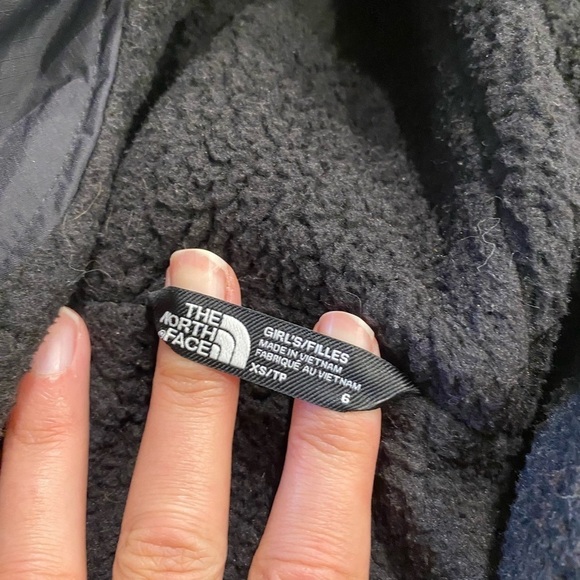 THE
NORTH
FACE
GIRL'S/FILLES
MADE IN VIETNAM
FABRIQUÉ AU VIETNAM
XS/TP
6